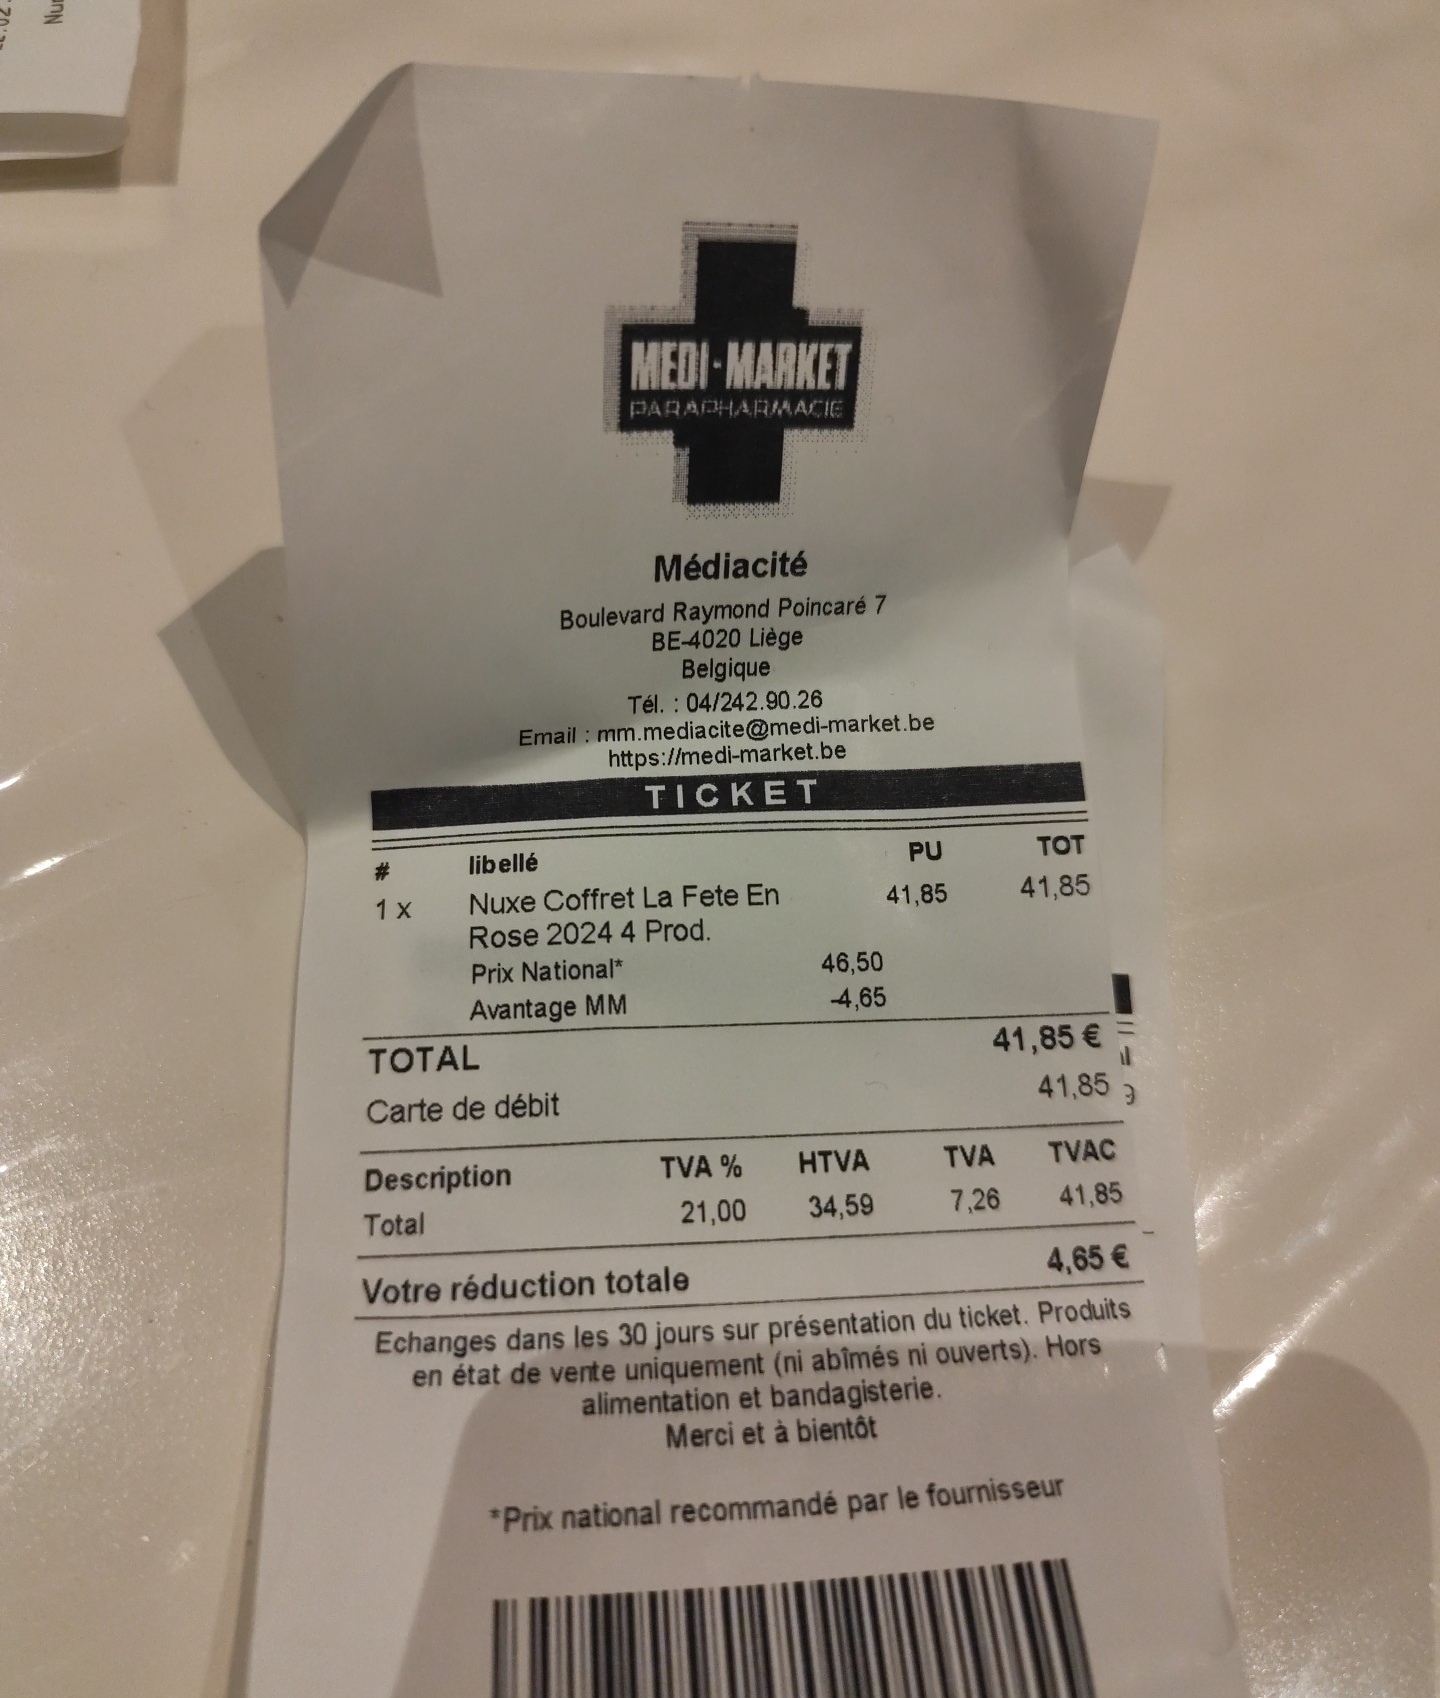 MEDI-MARKET
PARAPHARMACIE
Médiacité
Boulevard Raymond Poincaré 7
BE-4020 Liège
Belgique
Tél. : 04/242.90.26
Email : mm.mediacite@medi-market.be
https://medi-market.be
TICKET
# libellé PU TOT
1 x Nuxe Coffret La Fete En 41,85 41,85
Rose 2024 4 Prod.
Prix National* 46,50
Avantage MM -4,65
TOTAL 41,85 €
Carte de débit 41,85
Description TVA % HTVA TVA TVAC
Total 21,00 34,59 7,26 41,85
Votre réduction totale 4,65 €
Echanges dans les 30 jours sur présentation du ticket. Produits
en état de vente uniquement (ni abîmés ni ouverts). Hors
alimentation et bandagisterie.
Merci et à bientôt
*Prix national recommandé par le fournisseur